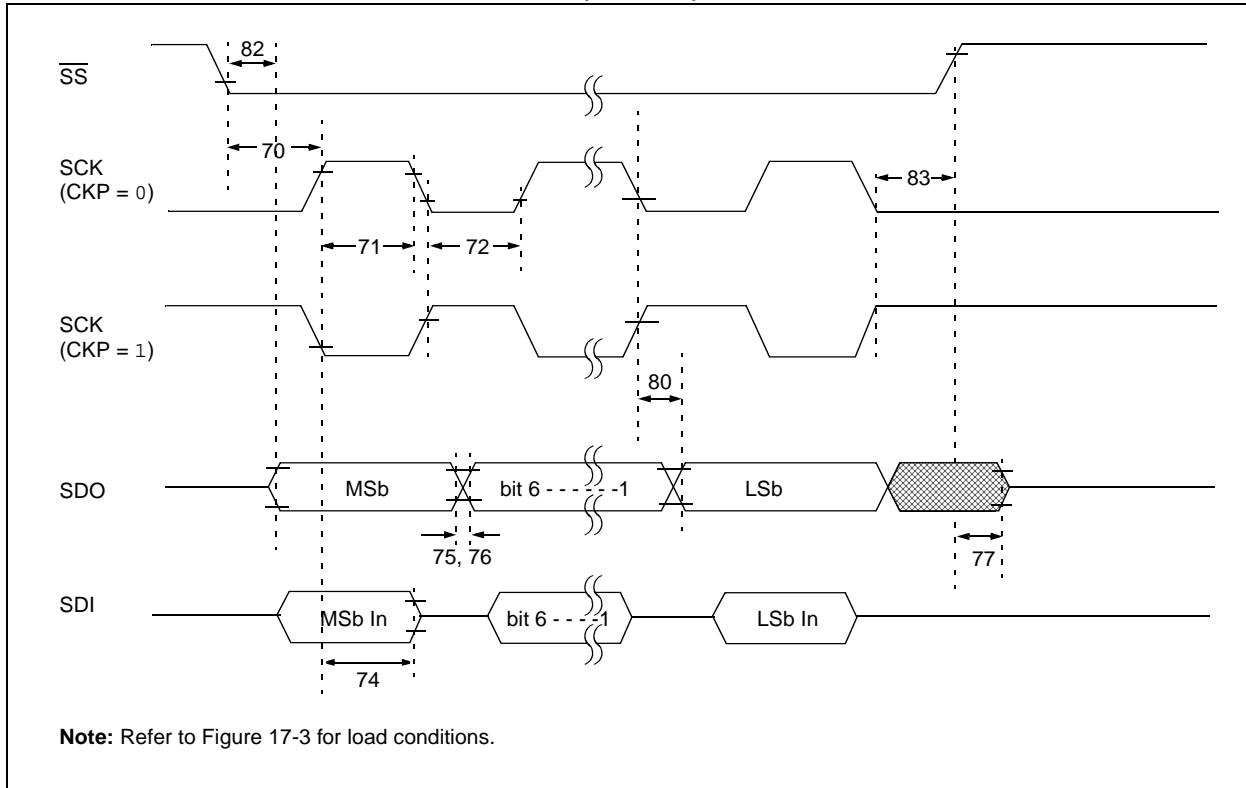 82
SS
70
SCK
(CKP = 0)
83
71
72
SCK
(CKP = 1)
80
SDO
MSb
bit 6 - - - - - -1
LSb
75, 76
77
SDI
MSb In
bit 6 - - - -1
LSb In
74
Note: Refer to Figure 17-3 for load conditions.